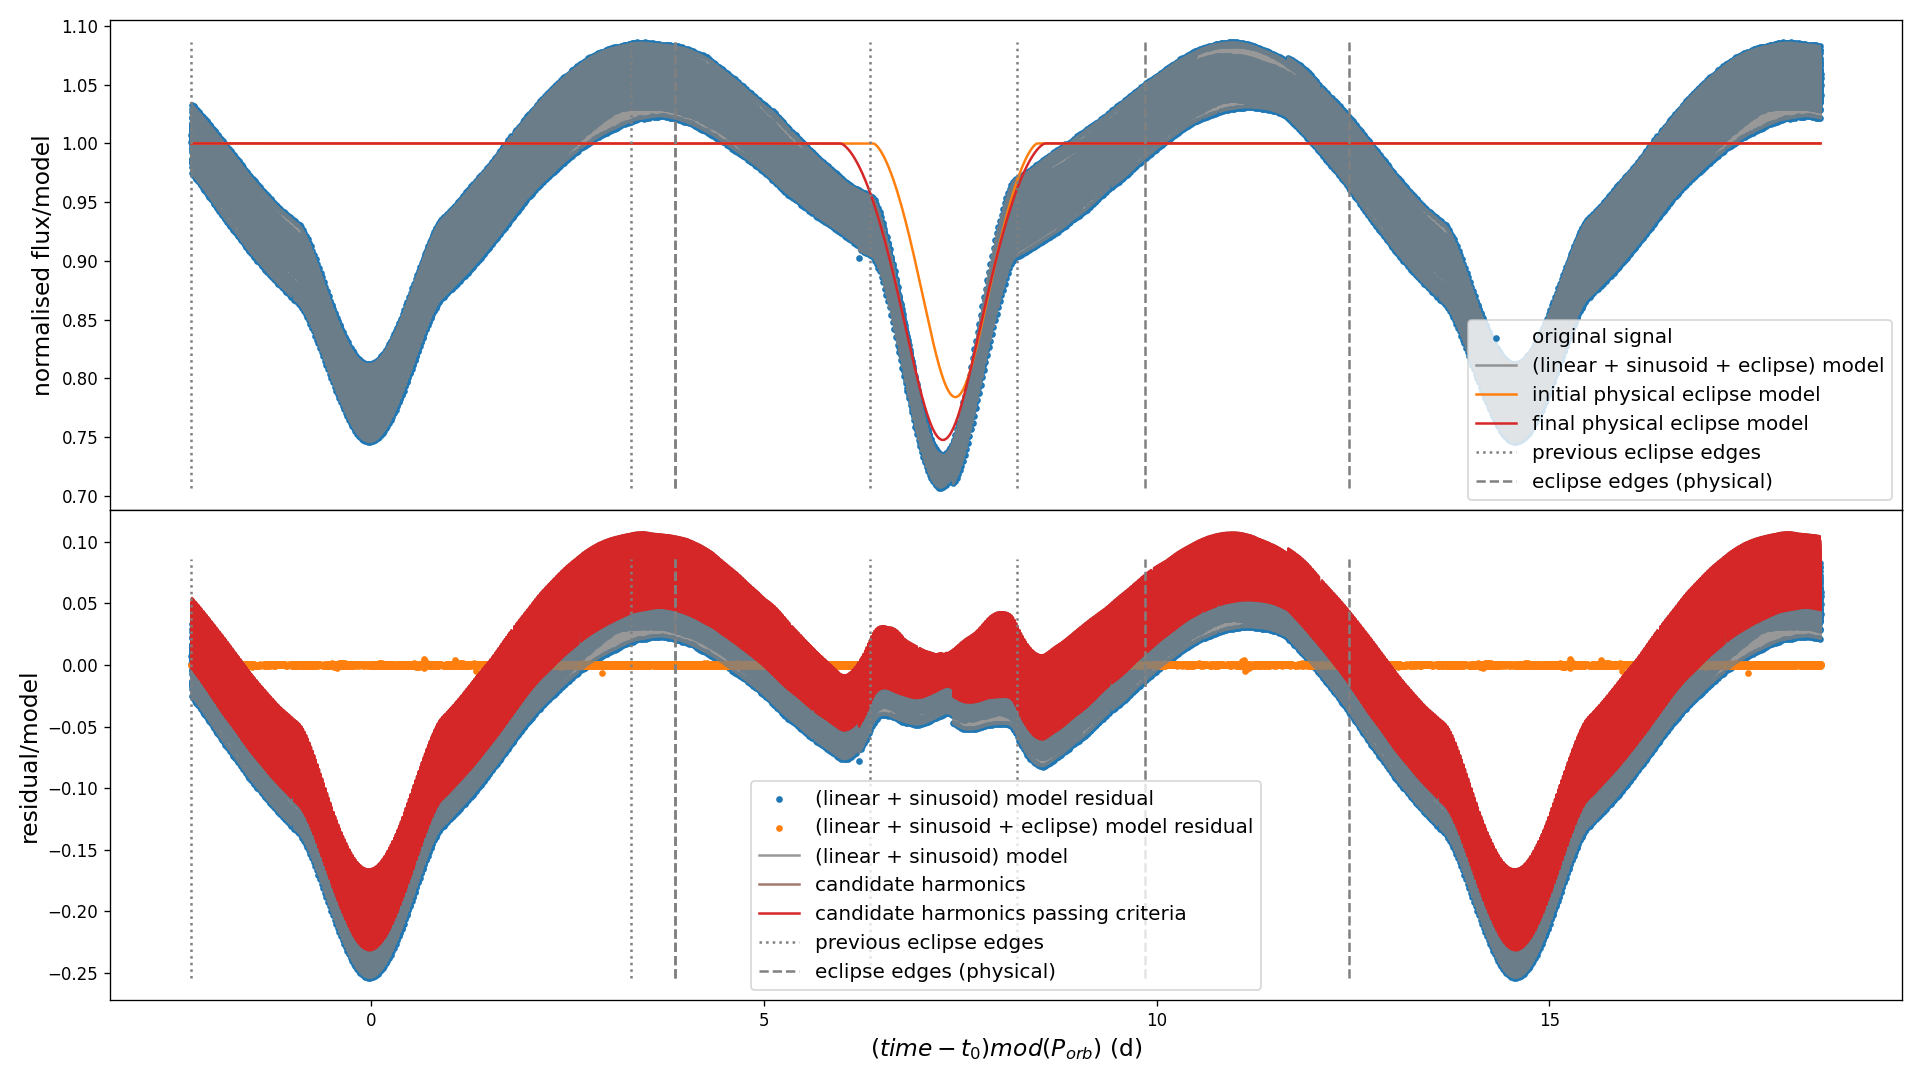 1.10
1.05
1.00
0.95
0.90
0.85
0.80
0.75
0.70
normalised flux/model
original signal
(linear + sinusoid + eclipse) model
initial physical eclipse model
final physical eclipse model
previous eclipse edges
eclipse edges (physical)
0.10
0.05
0.00
−0.05
−0.10
−0.15
−0.20
−0.25
residual/model
(linear + sinusoid) model residual
(linear + sinusoid + eclipse) model residual
(linear + sinusoid) model
candidate harmonics
candidate harmonics passing criteria
previous eclipse edges
eclipse edges (physical)
0 5 10 15
(time − t₀)mod(P_orb) (d)